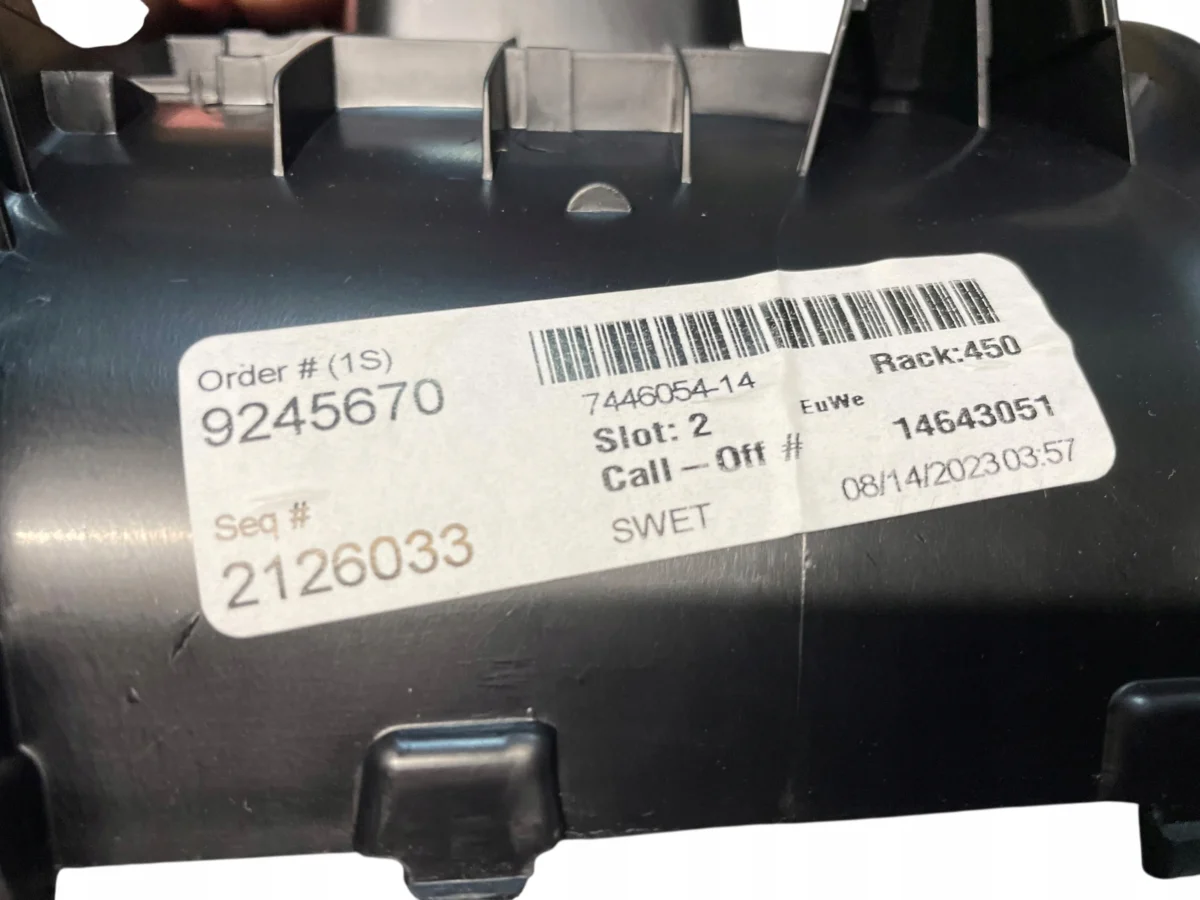 Order # (1S)
9245670
Seq #
2126033
7446054-14
Rack:450
Slot: 2
EuWe
Call - Off #
14643051
SWET
08/14/2023 03:57